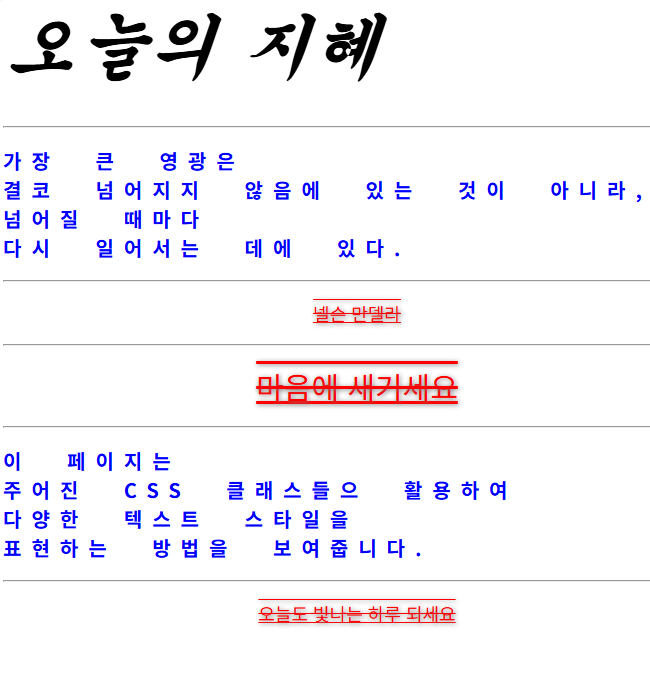 오늘의 지혜
가장 큰 영광은
결코 넘어지지 않음에 있는 것이 아니라,
넘어질 때마다
다시 일어서는 데에 있다.
넬슨 만델라
마음에 새기세요
이 페이지는
주어진 CSS 클래스들으 활용하여
다양한 텍스트 스타일을
표현하는 방법을 보여줍니다.
오늘도 빛나는 하루 되세요